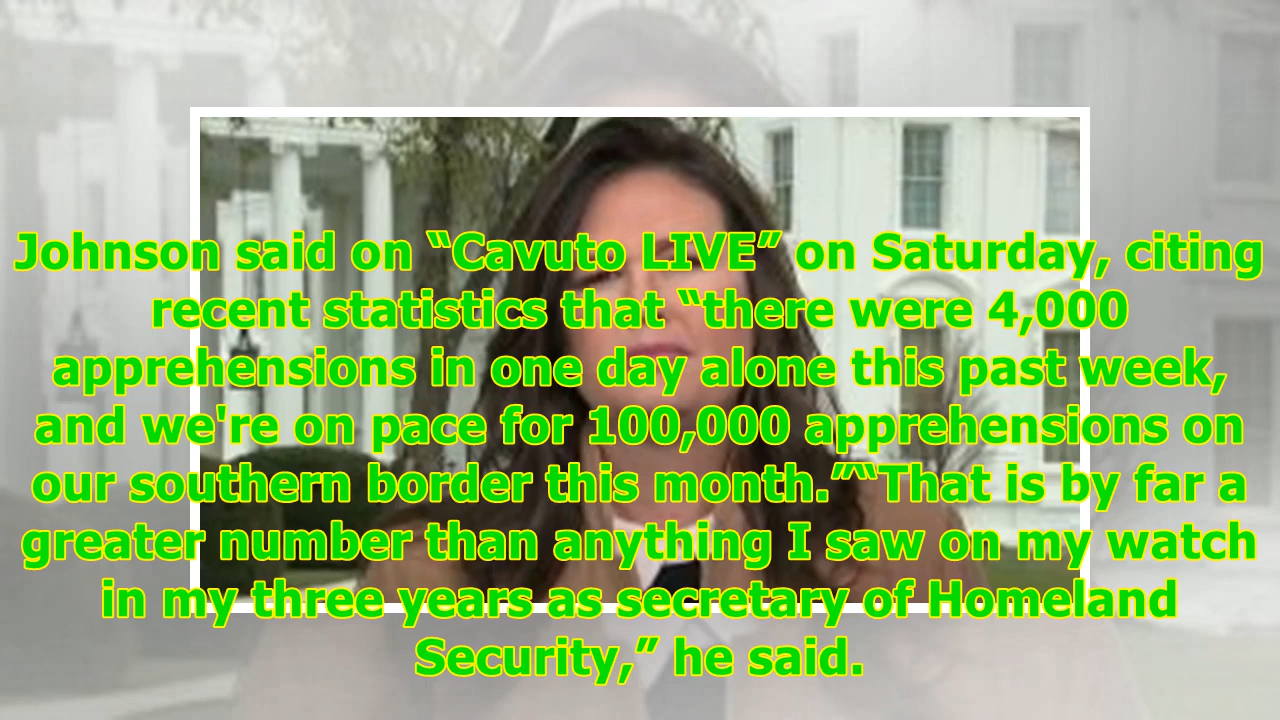 Johnson said on “Cavuto LIVE” on Saturday, citing
recent statistics that “there were 4,000
apprehensions in one day alone this past week,
and we're on pace for 100,000 apprehensions on
our southern border this month.”“That is by far a
greater number than anything I saw on my watch
in my three years as secretary of Homeland
Security,” he said.